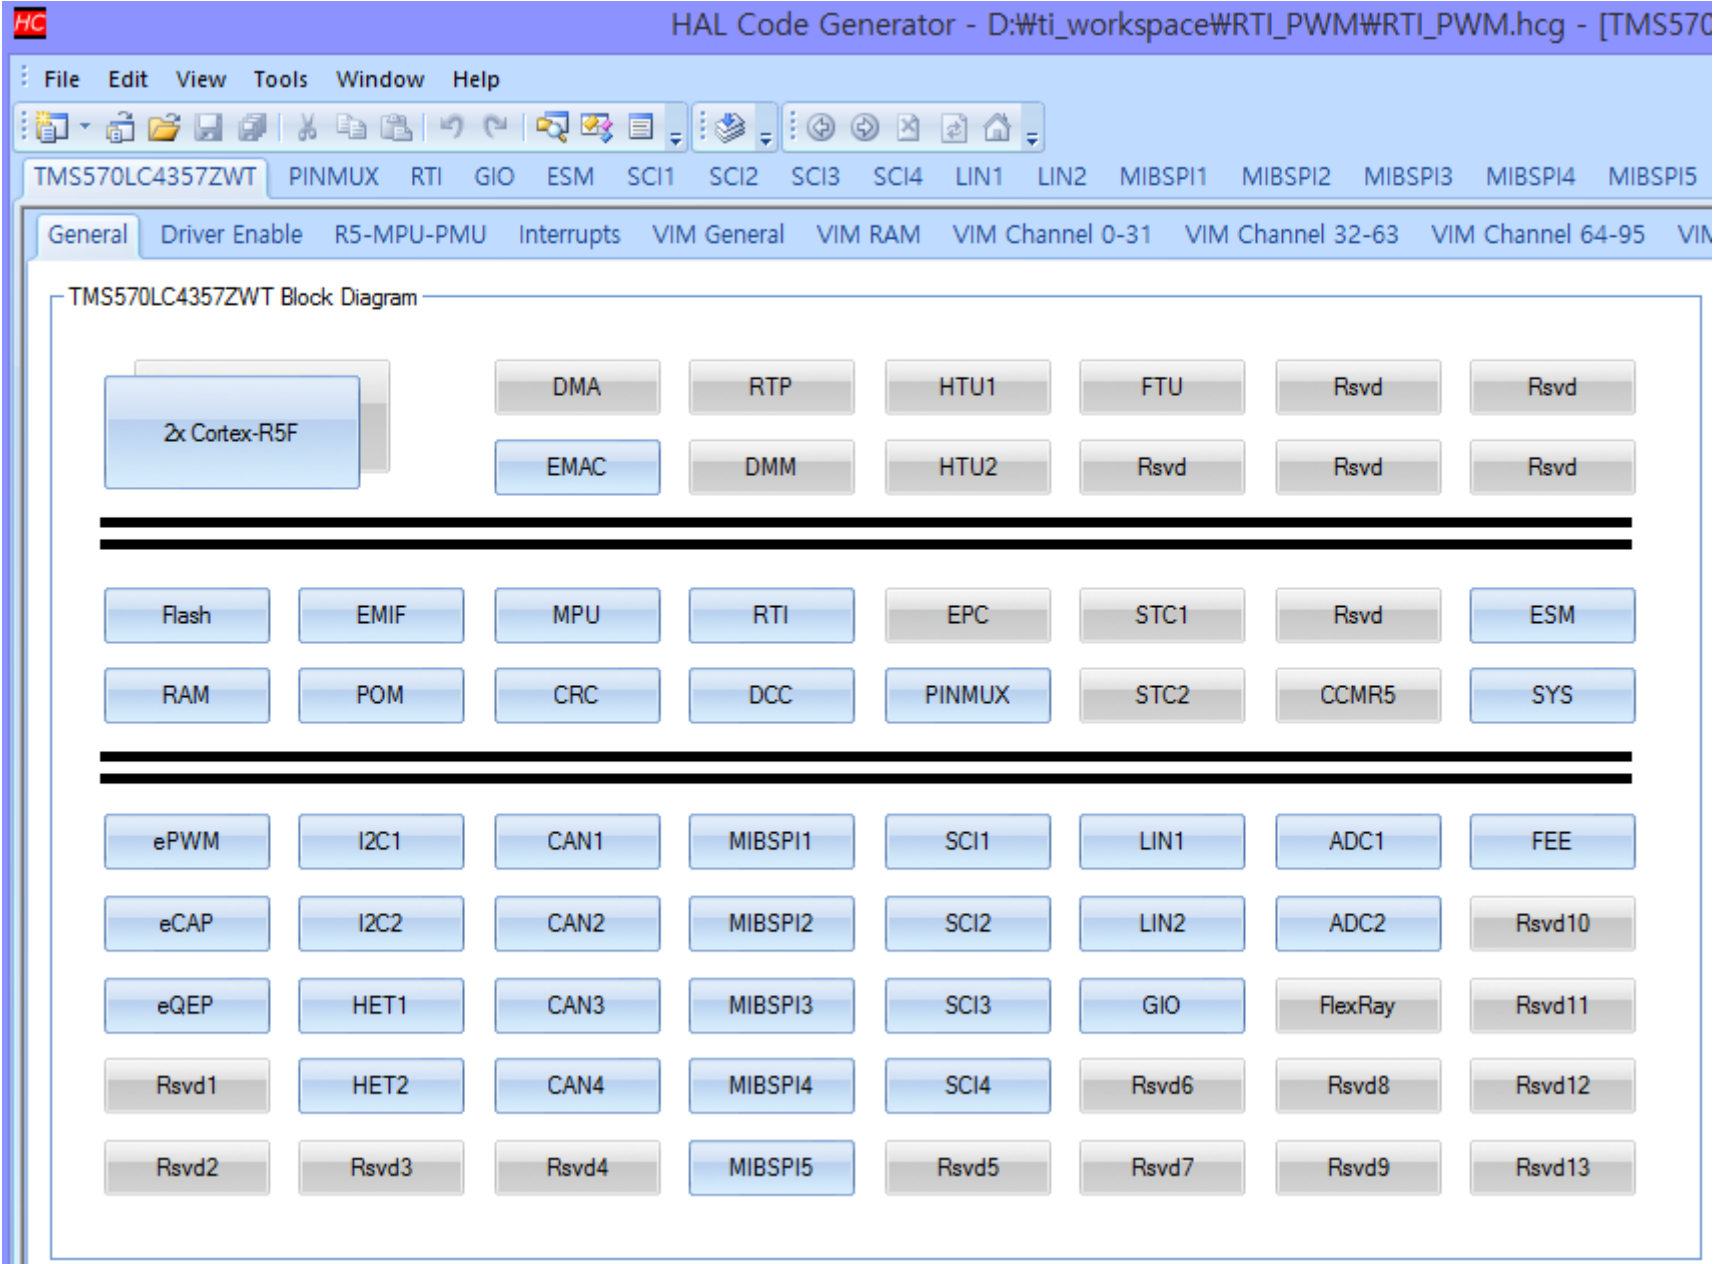 HC HAL Code Generator - D:₩ti_workspace₩RTI_PWM₩RTI_PWM.hcg - [TMS570
File Edit View Tools Window Help
TMS570LC4357ZWT PINMUX RTI GIO ESM SCI1 SCI2 SCI3 SCI4 LIN1 LIN2 MIBSPI1 MIBSPI2 MIBSPI3 MIBSPI4 MIBSPI5
General Driver Enable R5-MPU-PMU Interrupts VIM General VIM RAM VIM Channel 0-31 VIM Channel 32-63 VIM Channel 64-95 VIM
TMS570LC4357ZWT Block Diagram
DMA RTP HTU1 FTU Rsvd Rsvd
2x Cortex-R5F
EMAC DMM HTU2 Rsvd Rsvd Rsvd
Flash EMIF MPU RTI EPC STC1 Rsvd ESM
RAM POM CRC DCC PINMUX STC2 CCMR5 SYS
ePWM I2C1 CAN1 MIBSPI1 SCI1 LIN1 ADC1 FEE
eCAP I2C2 CAN2 MIBSPI2 SCI2 LIN2 ADC2 Rsvd10
eQEP HET1 CAN3 MIBSPI3 SCI3 GIO FlexRay Rsvd11
Rsvd1 HET2 CAN4 MIBSPI4 SCI4 Rsvd6 Rsvd8 Rsvd12
Rsvd2 Rsvd3 Rsvd4 MIBSPI5 Rsvd5 Rsvd7 Rsvd9 Rsvd13